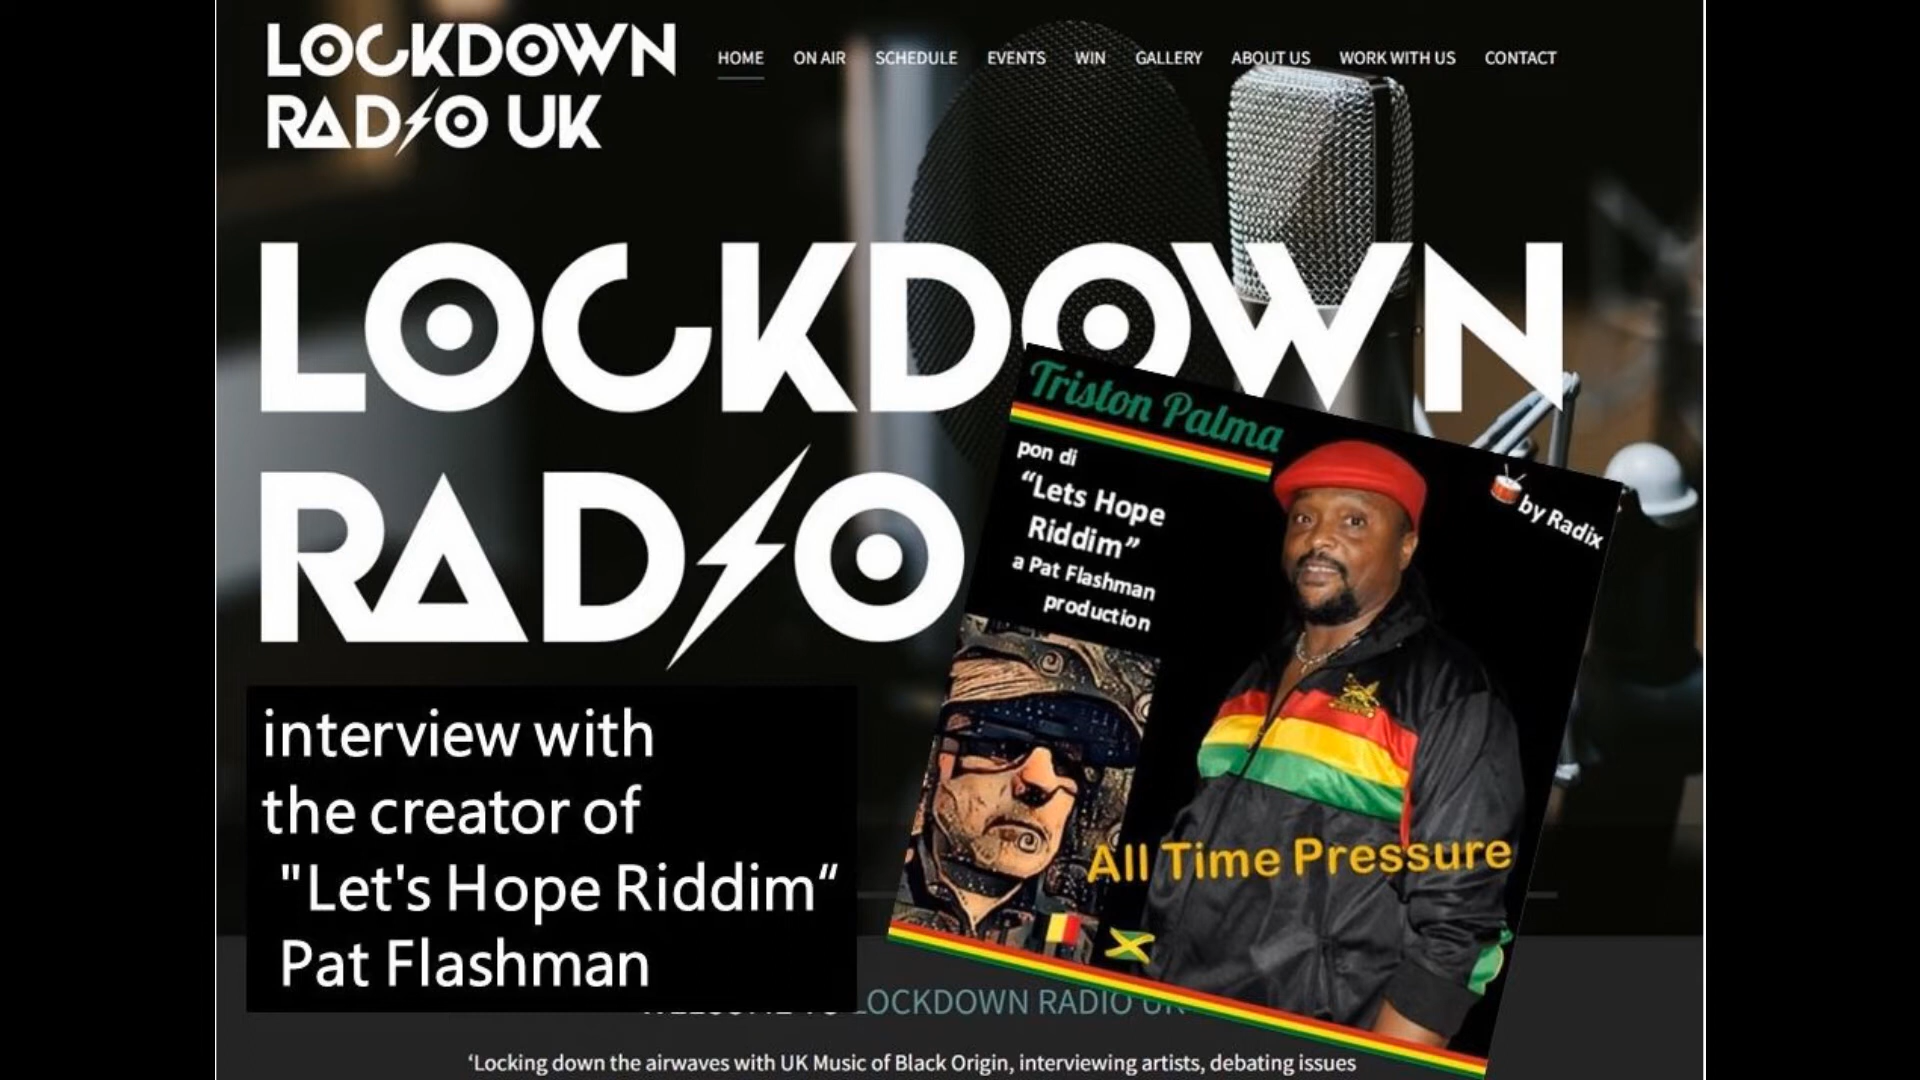 LOCKDOWN
RADIO UK
HOME ON AIR SCHEDULE EVENTS WIN GALLERY ABOUT US WORK WITH US CONTACT
LOCKDOWN
RADIO
Triston Palma
pon di
“Lets Hope
Riddim”
a Pat Flashman
production
by Radix
All Time Pressure
interview with
the creator of
"Let's Hope Riddim“
Pat Flashman
LOCKDOWN RADIO UK
‘Locking down the airwaves with UK Music of Black Origin, interviewing artists, debating issues